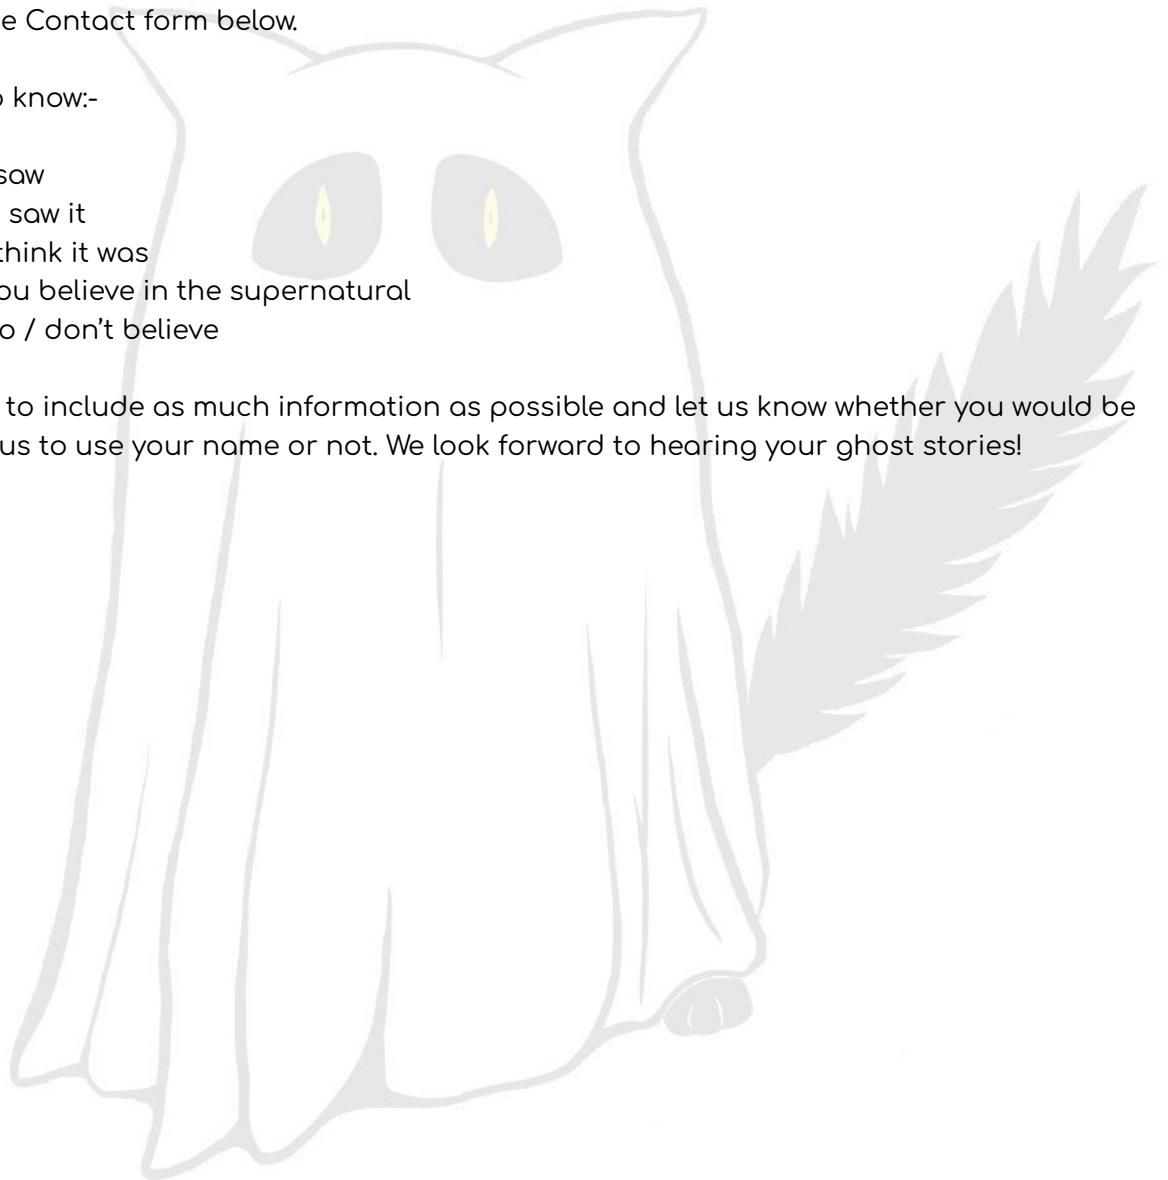 e Contact form below.
know:-
saw
saw it
think it was
ou believe in the supernatural
o / don't believe
to include as much information as possible and let us know whether you would be
us to use your name or not. We look forward to hearing your ghost stories!